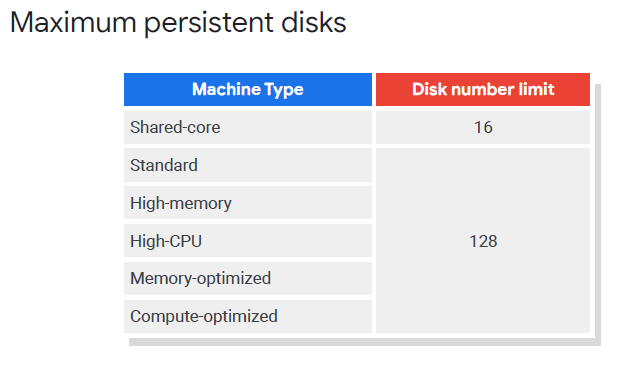 Maximum persistent disks
Machine Type Disk number limit
Shared-core 16
Standard
High-memory
High-CPU 128
Memory-optimized
Compute-optimized